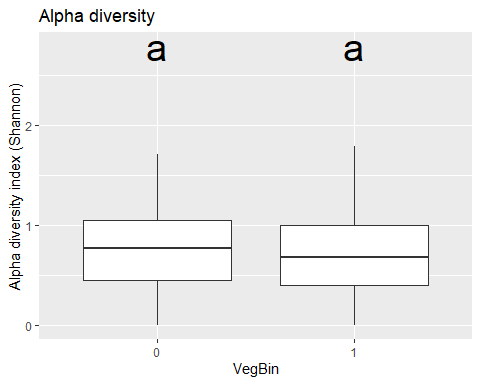 Alpha diversity
a a
Alpha diversity index (Shannon)
2
1
0
0 1
VegBin